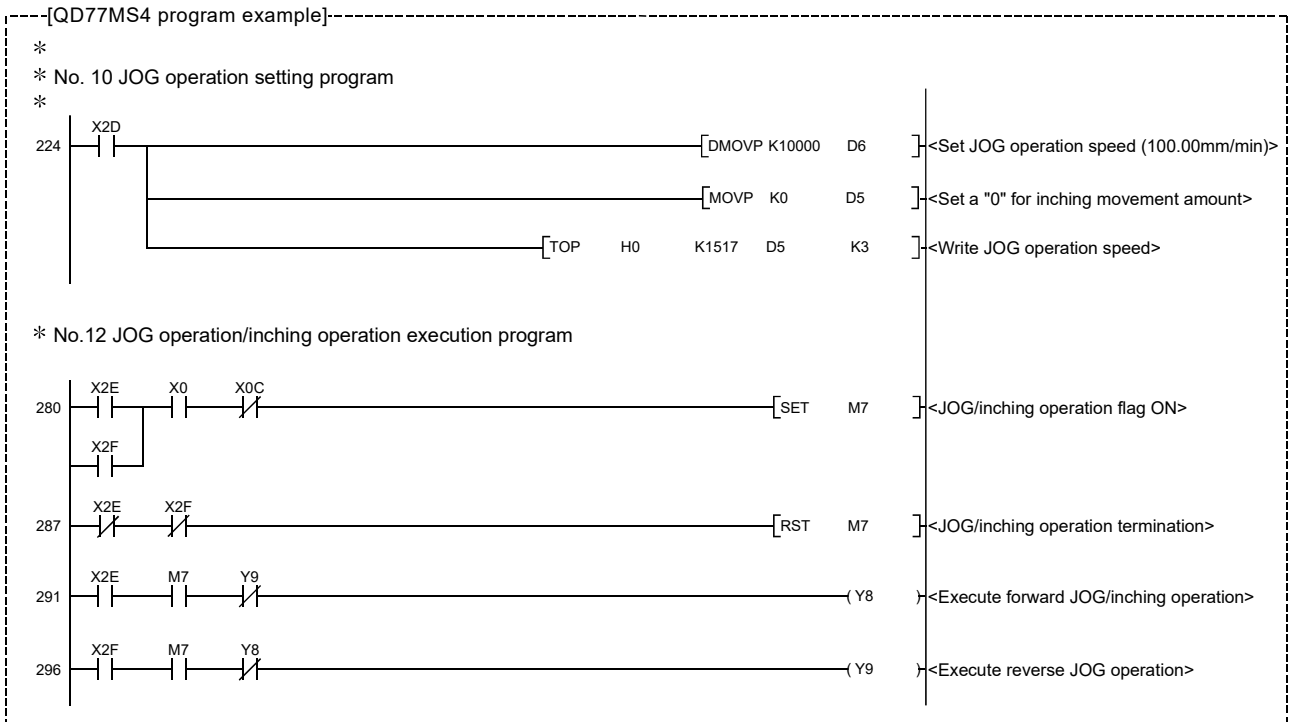 [QD77MS4 program example]
*
* No. 10 JOG operation setting program
*
X2D
224 DMOVP K10000 D6 <Set JOG operation speed (100.00mm/min)>
MOVP K0 D5 <Set a "0" for inching movement amount>
TOP H0 K1517 D5 K3 <Write JOG operation speed>
* No.12 JOG operation/inching operation execution program
X2E X0 X0C
280 SET M7 <JOG/inching operation flag ON>
X2F
X2E X2F
287 RST M7 <JOG/inching operation termination>
X2E M7 Y9
291 (Y8) <Execute forward JOG/inching operation>
X2F M7 Y8
296 (Y9) <Execute reverse JOG operation>